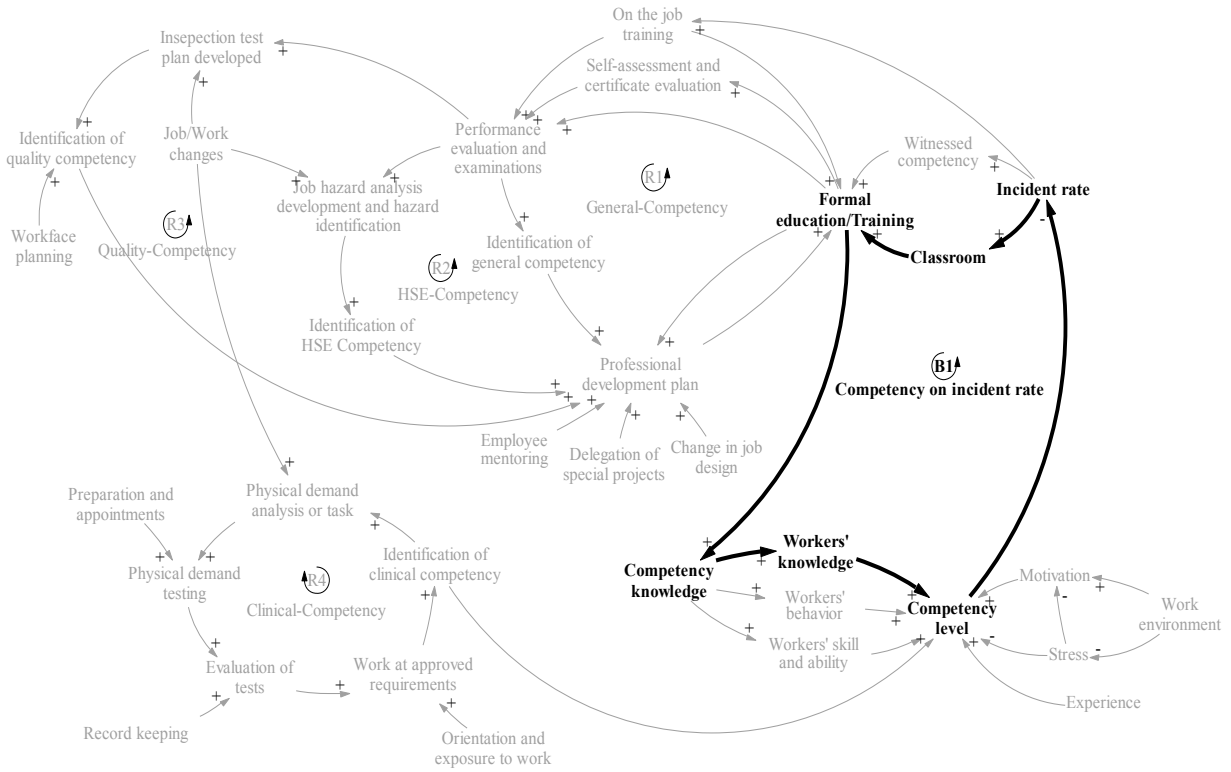 On the job
training
Insepection test
plan developed
Self-assessment and
certificate evaluation
Identification of
quality competency
Job/Work
changes
Performance
evaluation and
examinations
Witnessed
competency
Incident rate
R1
General-Competency
Job hazard analysis
development and hazard
identification
Formal
education/Training
Classroom
Workface
planning
R3
Quality-Competency
Identification of
general competency
R2
HSE-Competency
Identification of
HSE Competency
Professional
development plan
B1
Competency on incident rate
Employee
mentoring
Delegation of
special projects
Change in job
design
Preparation and
appointments
Physical demand
analysis or task
Physical demand
testing
R4
Clinical-Competency
Identification of
clinical competency
Competency
knowledge
Workers'
knowledge
Workers'
behavior
Workers' skill
and ability
Competency
level
Motivation
Work
environment
Stress
Experience
Evaluation of
tests
Work at approved
requirements
Record keeping
Orientation and
exposure to work